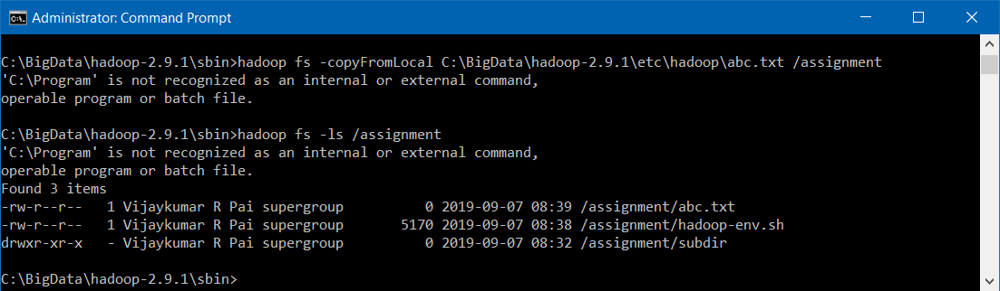 Administrator: Command Prompt
C:\BigData\hadoop-2.9.1\sbin>hadoop fs -copyFromLocal C:\BigData\hadoop-2.9.1\etc\hadoop\abc.txt /assignment
'C:\Program' is not recognized as an internal or external command,
operable program or batch file.
C:\BigData\hadoop-2.9.1\sbin>hadoop fs -ls /assignment
'C:\Program' is not recognized as an internal or external command,
operable program or batch file.
Found 3 items
-rw-r--r--   1 Vijaykumar R Pai supergroup          0 2019-09-07 08:39 /assignment/abc.txt
-rw-r--r--   1 Vijaykumar R Pai supergroup       5170 2019-09-07 08:38 /assignment/hadoop-env.sh
drwxr-xr-x   - Vijaykumar R Pai supergroup          0 2019-09-07 08:32 /assignment/subdir
C:\BigData\hadoop-2.9.1\sbin>